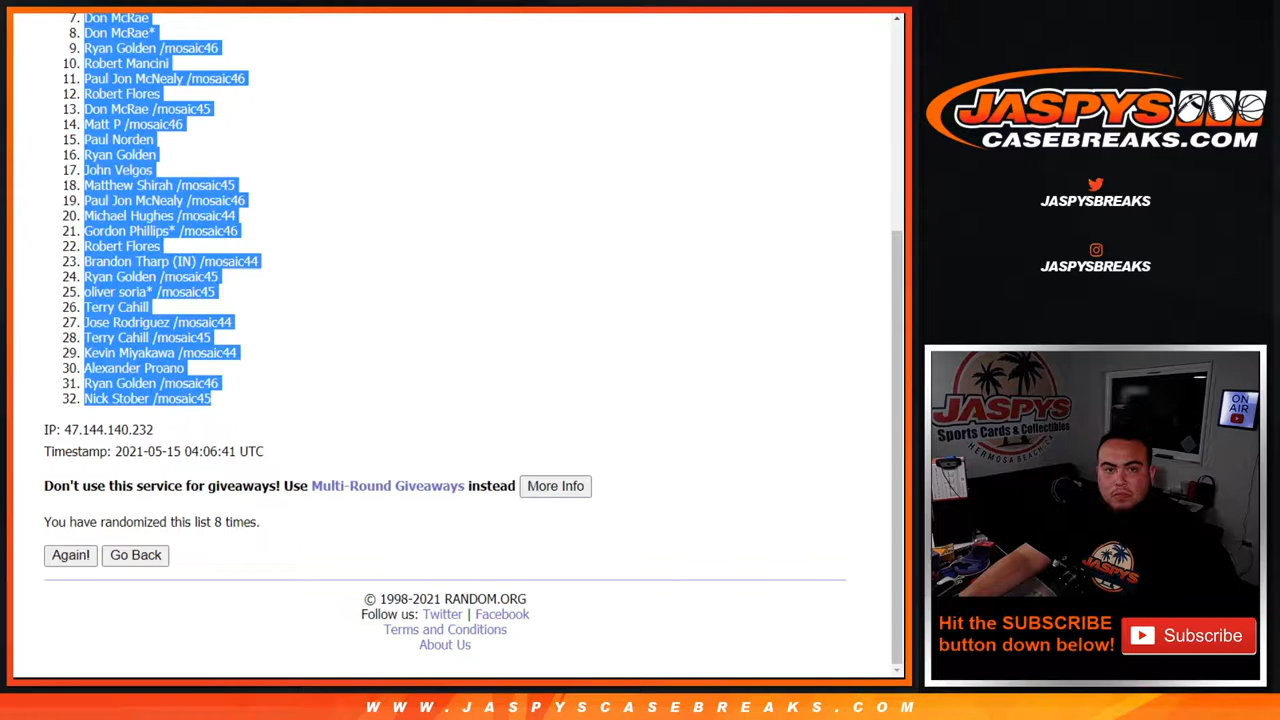 7. Don McRae
8. Don McRae*
9. Ryan Golden /mosaic46
10. Robert Mancini
11. Paul Jon McNealy /mosaic46
12. Robert Flores
13. Don McRae /mosaic45
14. Matt P /mosaic46
15. Paul Norden
16. Ryan Golden
17. John Velgos
18. Matthew Shirah /mosaic45
19. Paul Jon McNealy /mosaic46
20. Michael Hughes /mosaic44
21. Gordon Phillips* /mosaic46
22. Robert Flores
23. Brandon Tharp (IN) /mosaic44
24. Ryan Golden /mosaic45
25. oliver soria* /mosaic45
26. Terry Cahill
27. Jose Rodriguez /mosaic44
28. Terry Cahill /mosaic45
29. Kevin Miyakawa /mosaic44
30. Alexander Proano
31. Ryan Golden /mosaic46
32. Nick Stober /mosaic45
IP: 47.144.140.232
Timestamp: 2021-05-15 04:06:41 UTC
Don't use this service for giveaways! Use Multi-Round Giveaways instead More Info
You have randomized this list 8 times.
Again! Go Back
© 1998-2021 RANDOM.ORG
Follow us: Twitter | Facebook
Terms and Conditions
About Us
JASPYS
CASEBREAKS.COM
JASPYSBREAKS
JASPYSBREAKS
JASPYS
Sports Cards & Collectibles
HERMOSA BEACH, CA
ON
AIR
JASPYS
Hit the SUBSCRIBE
button down below!
Subscribe
WWW.JASPYSCASEBREAKS.COM